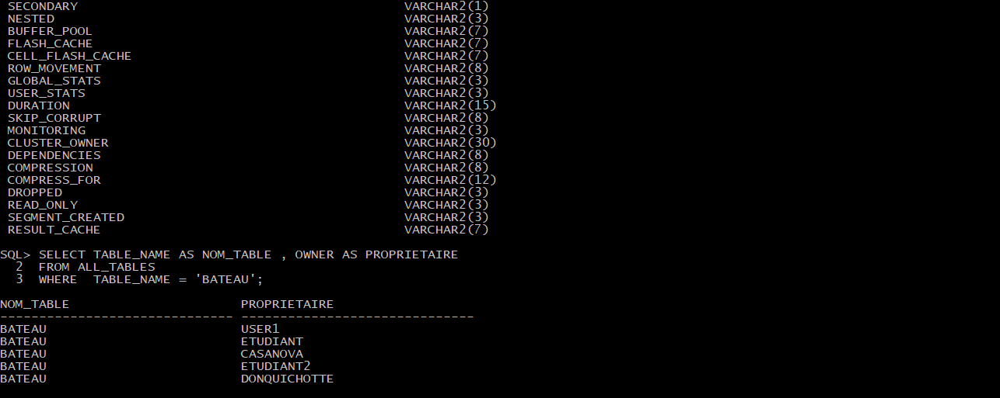 SECONDARY VARCHAR2(1)
NESTED VARCHAR2(3)
BUFFER_POOL VARCHAR2(7)
FLASH_CACHE VARCHAR2(7)
CELL_FLASH_CACHE VARCHAR2(7)
ROW_MOVEMENT VARCHAR2(8)
GLOBAL_STATS VARCHAR2(3)
USER_STATS VARCHAR2(3)
DURATION VARCHAR2(15)
SKIP_CORRUPT VARCHAR2(8)
MONITORING VARCHAR2(3)
CLUSTER_OWNER VARCHAR2(30)
DEPENDENCIES VARCHAR2(8)
COMPRESSION VARCHAR2(8)
COMPRESS_FOR VARCHAR2(12)
DROPPED VARCHAR2(3)
READ_ONLY VARCHAR2(3)
SEGMENT_CREATED VARCHAR2(3)
RESULT_CACHE VARCHAR2(7)
SQL> SELECT TABLE_NAME AS NOM_TABLE , OWNER AS PROPRIETAIRE
2 FROM ALL_TABLES
3 WHERE TABLE_NAME = 'BATEAU';
NOM_TABLE PROPRIETAIRE
------------------------------ ------------------------------
BATEAU USER1
BATEAU ETUDIANT
BATEAU CASANOVA
BATEAU ETUDIANT2
BATEAU DONQUICHOTTE